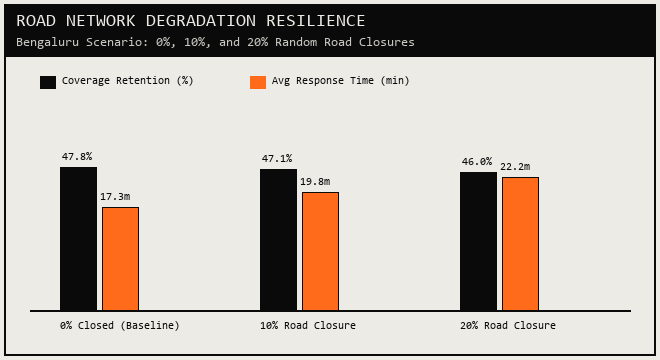 ROAD NETWORK DEGRADATION RESILIENCE
Bengaluru Scenario: 0%, 10%, and 20% Random Road Closures
Coverage Retention (%)
Avg Response Time (min)
47.8%
17.3m
47.1%
19.8m
46.0%
22.2m
0% Closed (Baseline)
10% Road Closure
20% Road Closure